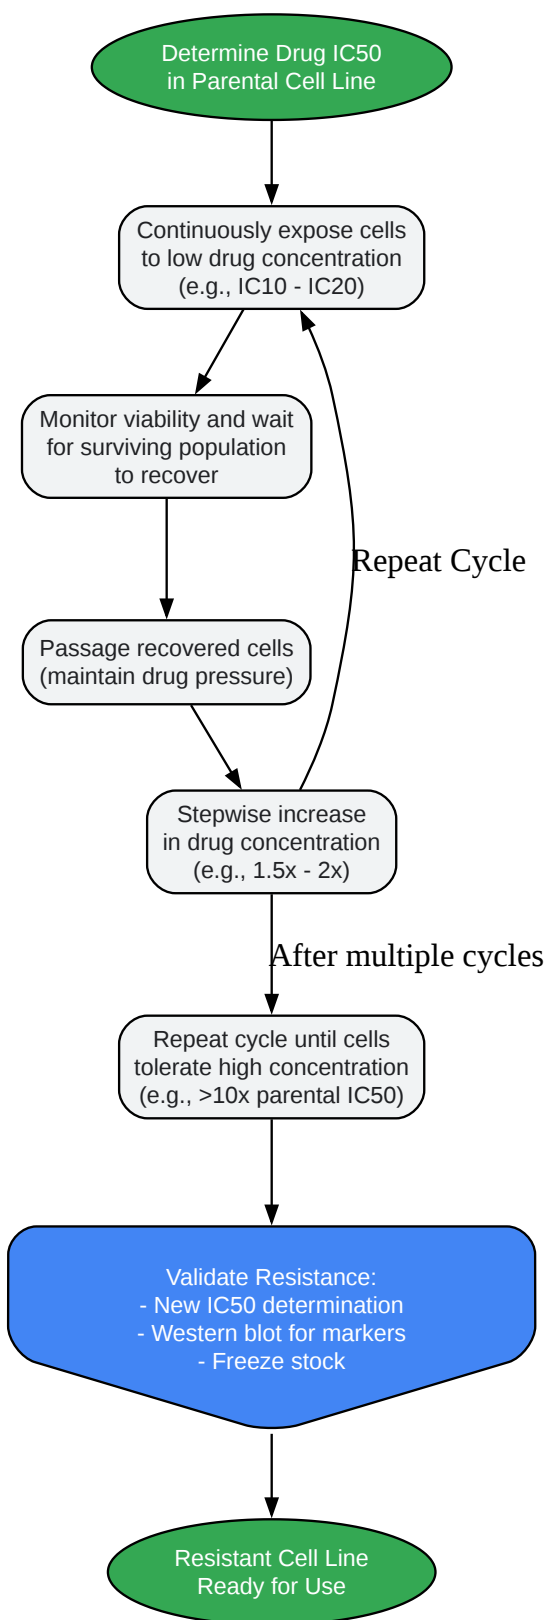 Determine Drug IC50
in Parental Cell Line
Continuously expose cells
to low drug concentration
(e.g., IC10 - IC20)
Monitor viability and wait
for surviving population
to recover
Repeat Cycle
Passage recovered cells
(maintain drug pressure)
Stepwise increase
in drug concentration
(e.g., 1.5x - 2x)
After multiple cycles
Repeat cycle until cells
tolerate high concentration
(e.g., >10x parental IC50)
Validate Resistance:
- New IC50 determination
- Western blot for markers
- Freeze stock
Resistant Cell Line
Ready for Use